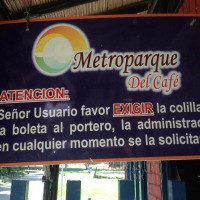 Metroparque
Del Café
ATENCION:
Señor Usuario favor EXIGIR la colilla
a boleta al portero, la administrac
en cualquier momento se la solicita